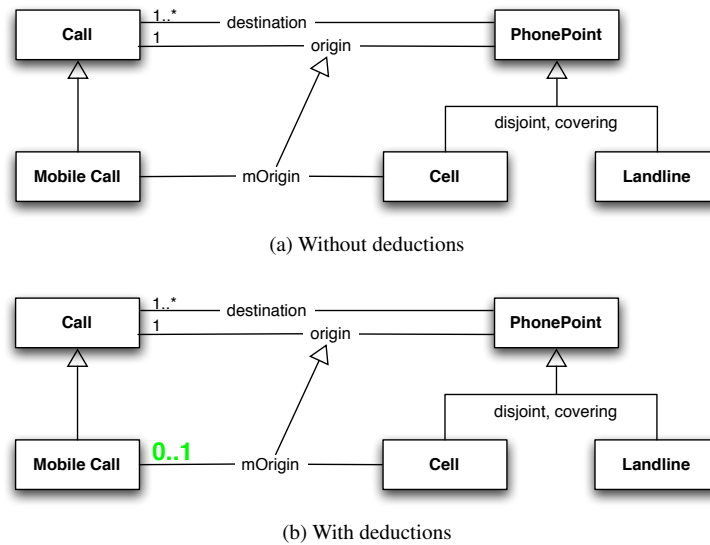 1..*
destination
Call
PhonePoint
1
origin
disjoint, covering
Mobile Call
mOrigin
Cell
Landline
(a) Without deductions
1..*
destination
Call
PhonePoint
1
origin
disjoint, covering
0..1
Mobile Call
mOrigin
Cell
Landline
(b) With deductions